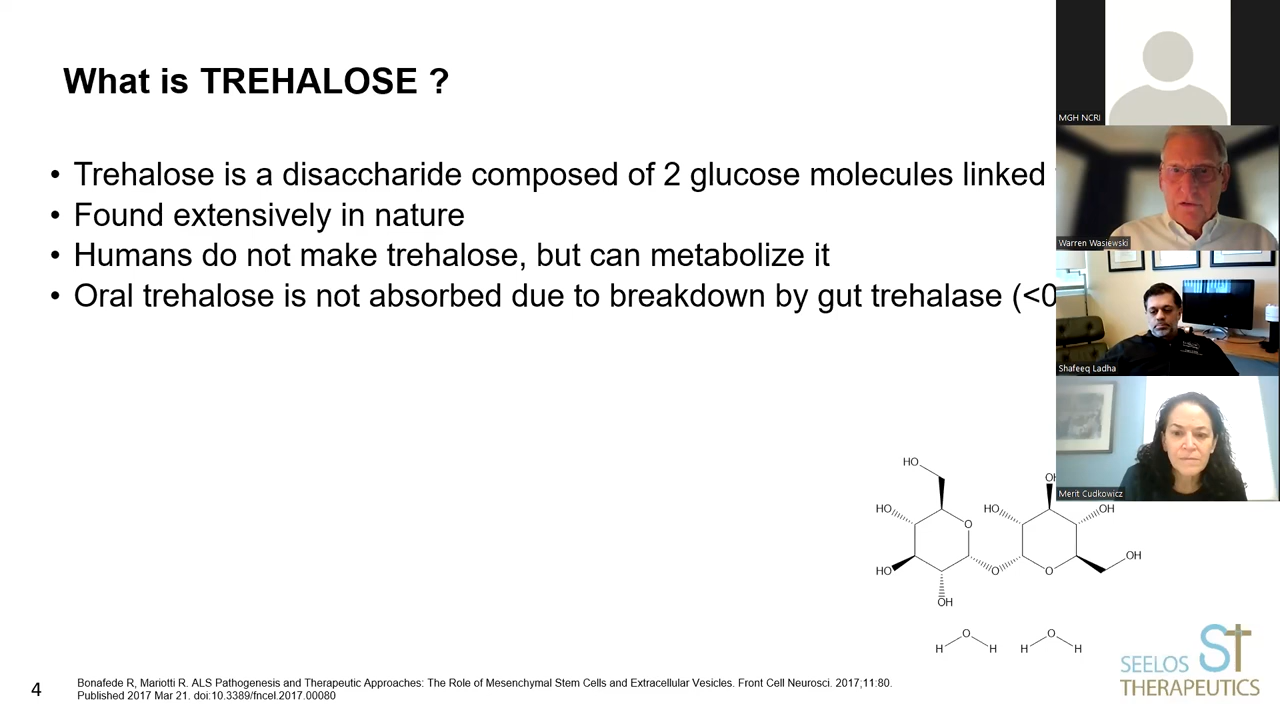 What is TREHALOSE ?
• Trehalose is a disaccharide composed of 2 glucose molecules linked
• Found extensively in nature
• Humans do not make trehalose, but can metabolize it
• Oral trehalose is not absorbed due to breakdown by gut trehalase (<0
MGH NCRI
Warren Wasiewski
Shafeeq Ladha
Merit Cudkowicz
HO
HO
HO
OH
O
O
HO
OH
OH
O
OH
H
O
H
H
O
H
4
Bonafede R, Mariotti R. ALS Pathogenesis and Therapeutic Approaches: The Role of Mesenchymal Stem Cells and Extracellular Vesicles. Front Cell Neurosci. 2017;11:80.
Published 2017 Mar 21. doi:10.3389/fncel.2017.00080
SEELOS
THERAPEUTICS